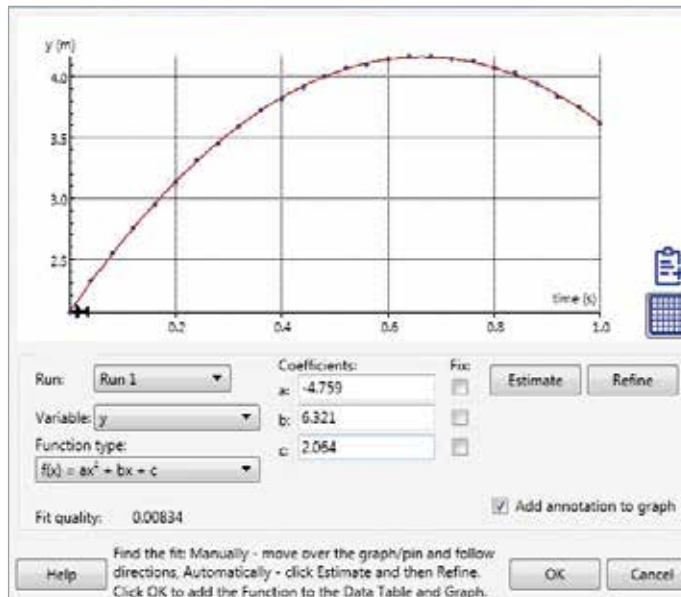 y (m)
4.0
3.5
3.0
2.5
time (s)
0.2 0.4 0.6 0.8 1.0
Run: Run 1
Variable: y
Function type:
f(x) = ax² + bx + c
Fit quality: 0.00834
Coefficients: Fix:
a: -4.759
b: 6.321
c: 2.064
Estimate Refine
Add annotation to graph
Help
Find the fit: Manually - move over the graph/pin and follow
directions, Automatically - click Estimate and then Refine.
Click OK to add the Function to the Data Table and Graph.
OK Cancel